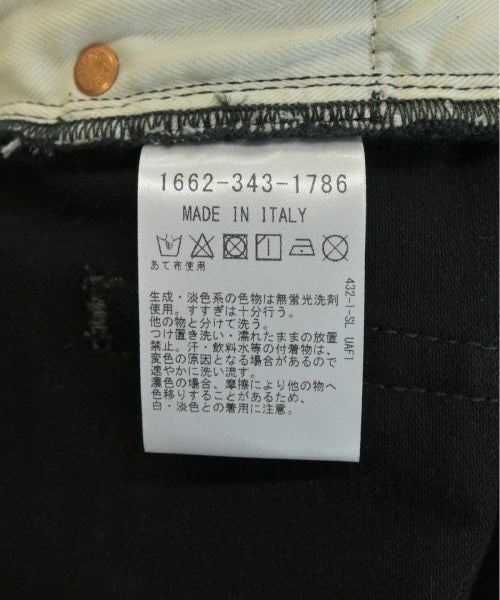 1662-343-1786
MADE IN ITALY
あて布使用
生成・淡色系の色物は無蛍光洗剤
使用。すすぎは十分行う。
他の物と分けて洗う。
つけ置き洗い・濡れたままの放置
禁止。汗・飲料水等の付着物は、
変色の原因となる場合があるので
速やかに洗い流す。
濃色の場合、摩擦により他の物へ
色移りすることがあるため、
白・淡色との着用に注意。
432-I-SL UAF1